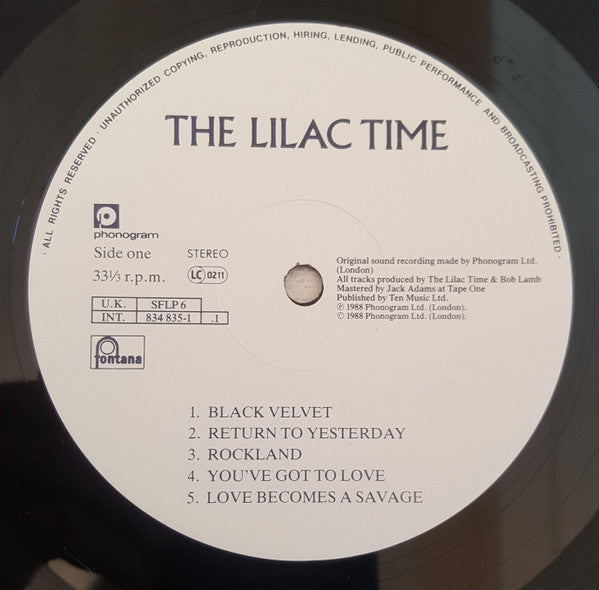 · ALL RIGHTS RESERVED · UNAUTHORIZED COPYING, REPRODUCTION, HIRING, LENDING, PUBLIC PERFORMANCE AND BROADCASTING PROHIBITED ·
THE LILAC TIME
phonogram
Side one STEREO
33⅓ r.p.m. LC 0211
U.K. SFLP 6
INT. 834 835-1 .1
fontana
Original sound recording made by Phonogram Ltd.
(London)
All tracks produced by The Lilac Time & Bob Lamb
Mastered by Jack Adams at Tape One
Published by Ten Music Ltd.
℗ 1988 Phonogram Ltd. (London).
© 1988 Phonogram Ltd. (London).
1. BLACK VELVET
2. RETURN TO YESTERDAY
3. ROCKLAND
4. YOU'VE GOT TO LOVE
5. LOVE BECOMES A SAVAGE